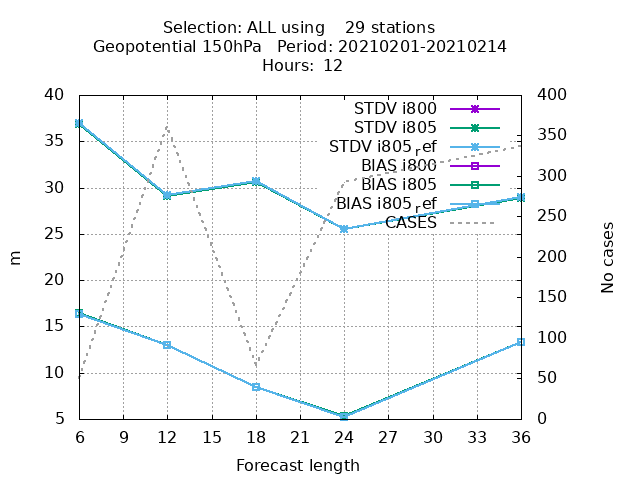 Selection: ALL using    29 stations
Geopotential 150hPa   Period: 20210201-20210214
Hours:  12
40
35
30
25
20
15
10
5
m
STDV i800
STDV i805
STDV i805ref
BIAS i800
BIAS i805
BIAS i805ref
CASES
400
350
300
250
200
150
100
50
0
No cases
6 9 12 15 18 21 24 27 30 33 36
Forecast length